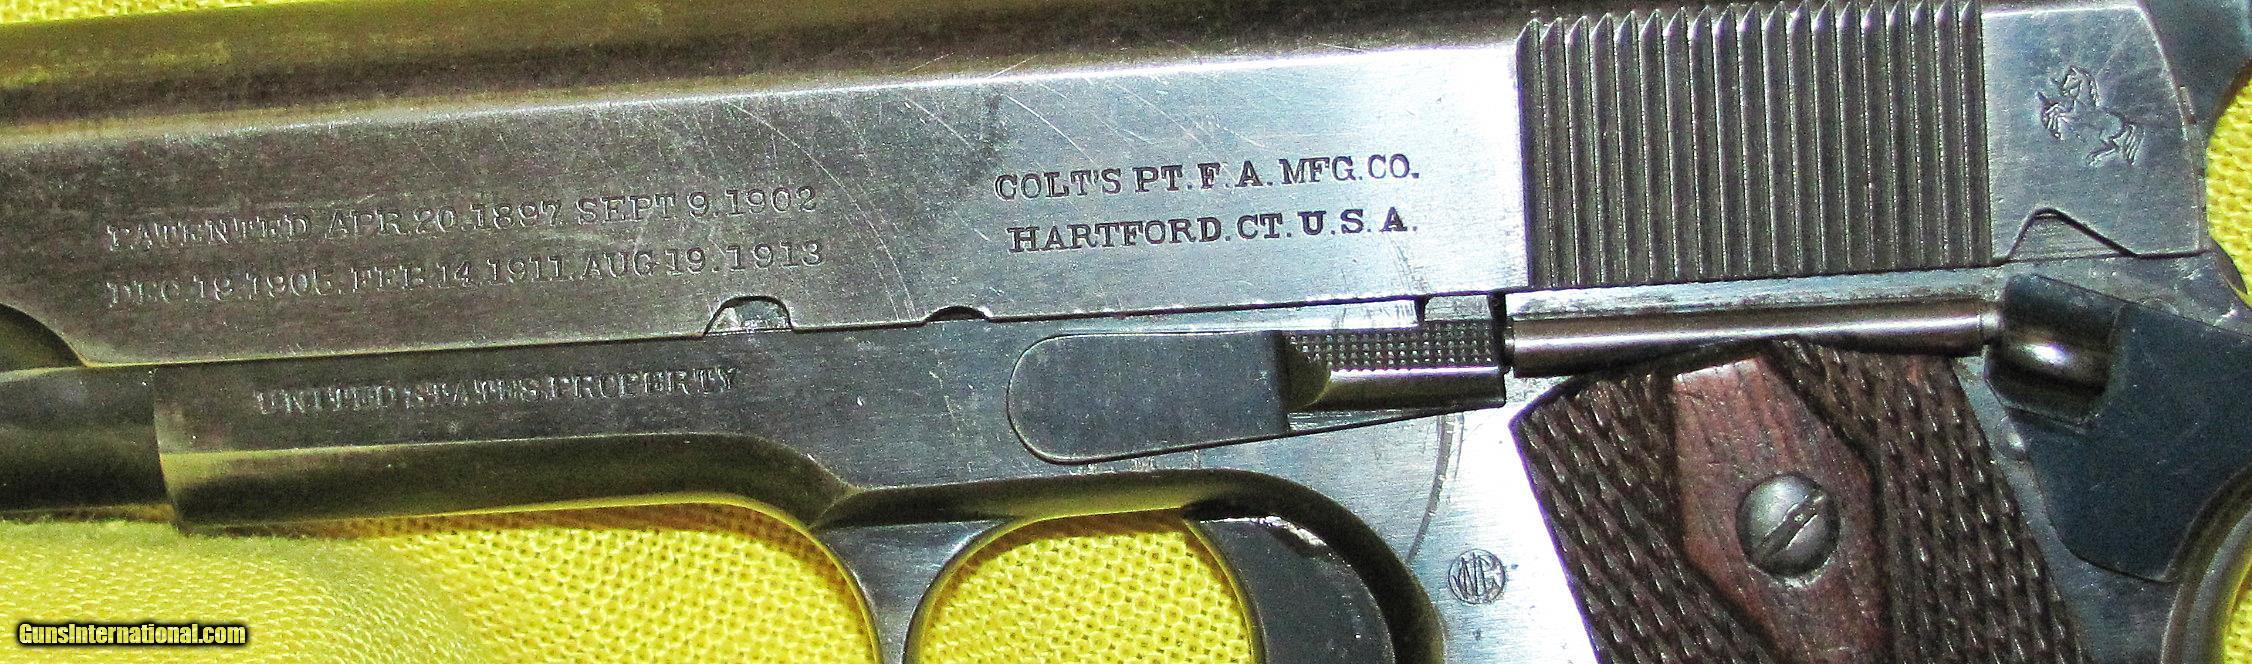 PATENTED APR.20.1897. SEPT.9.1902
DEC.19.1905. FEB.14.1911. AUG.19.1913
COLT'S PT. F. A. MFG. CO.
HARTFORD. CT. U. S. A.
UNITED STATES PROPERTY
GunsInternational.com